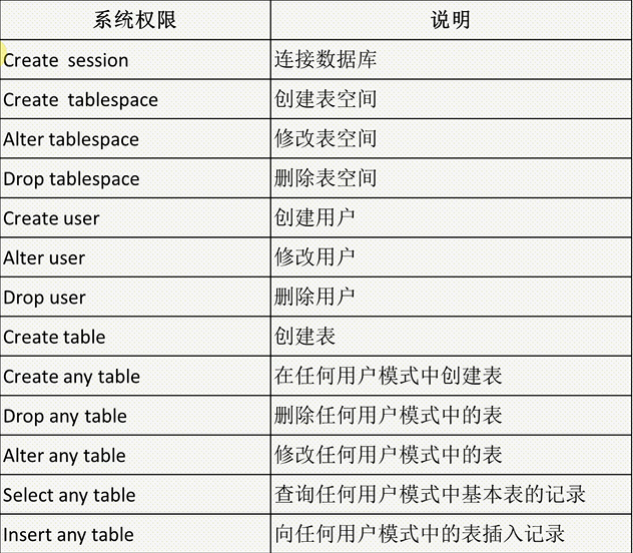 系统权限 说明
Create session 连接数据库
Create tablespace 创建表空间
Alter tablespace 修改表空间
Drop tablespace 删除表空间
Create user 创建用户
Alter user 修改用户
Drop user 删除用户
Create table 创建表
Create any table 在任何用户模式中创建表
Drop any table 删除任何用户模式中的表
Alter any table 修改任何用户模式中的表
Select any table 查询任何用户模式中基本表的记录
Insert any table 向任何用户模式中的表插入记录